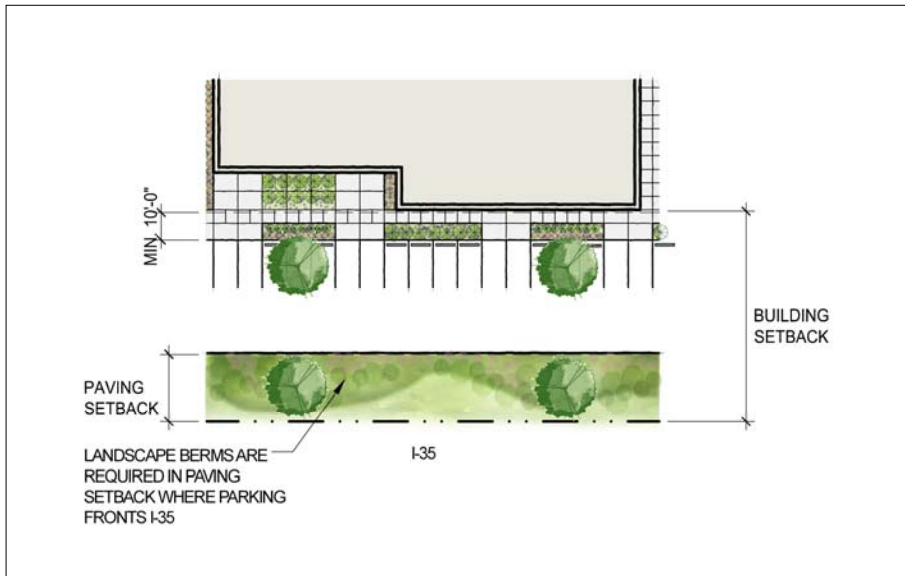 MIN. 10'-0"
BUILDING
SETBACK
PAVING
SETBACK
LANDSCAPE BERMS ARE
REQUIRED IN PAVING
SETBACK WHERE PARKING
FRONTS I-35
I-35